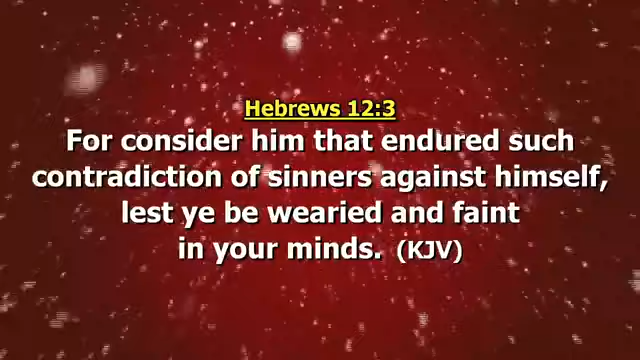 Hebrews 12:3
For consider him that endured such
contradiction of sinners against himself,
lest ye be wearied and faint
in your minds. (KJV)